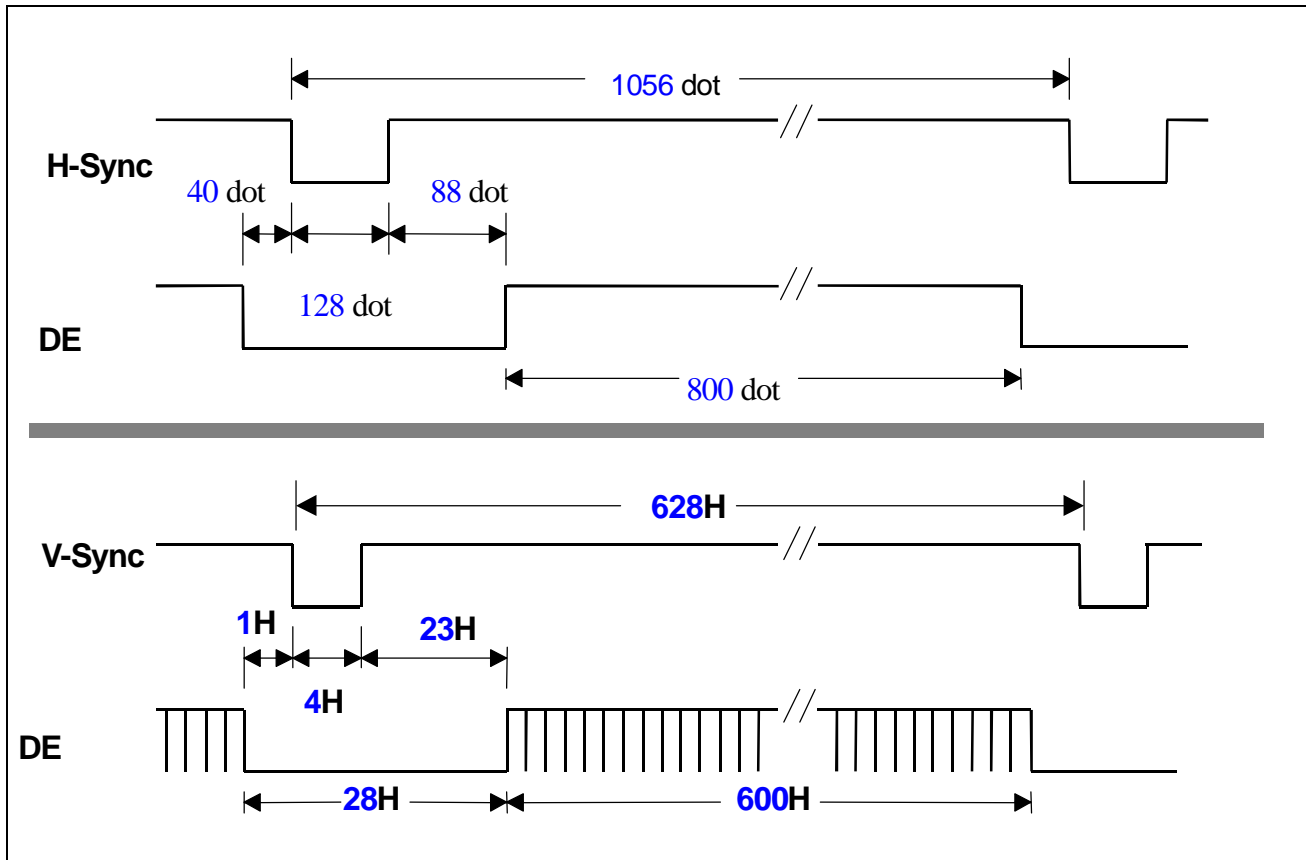 1056 dot
H-Sync
40 dot
88 dot
128 dot
DE
800 dot
628H
V-Sync
1H
23H
4H
DE
28H
600H